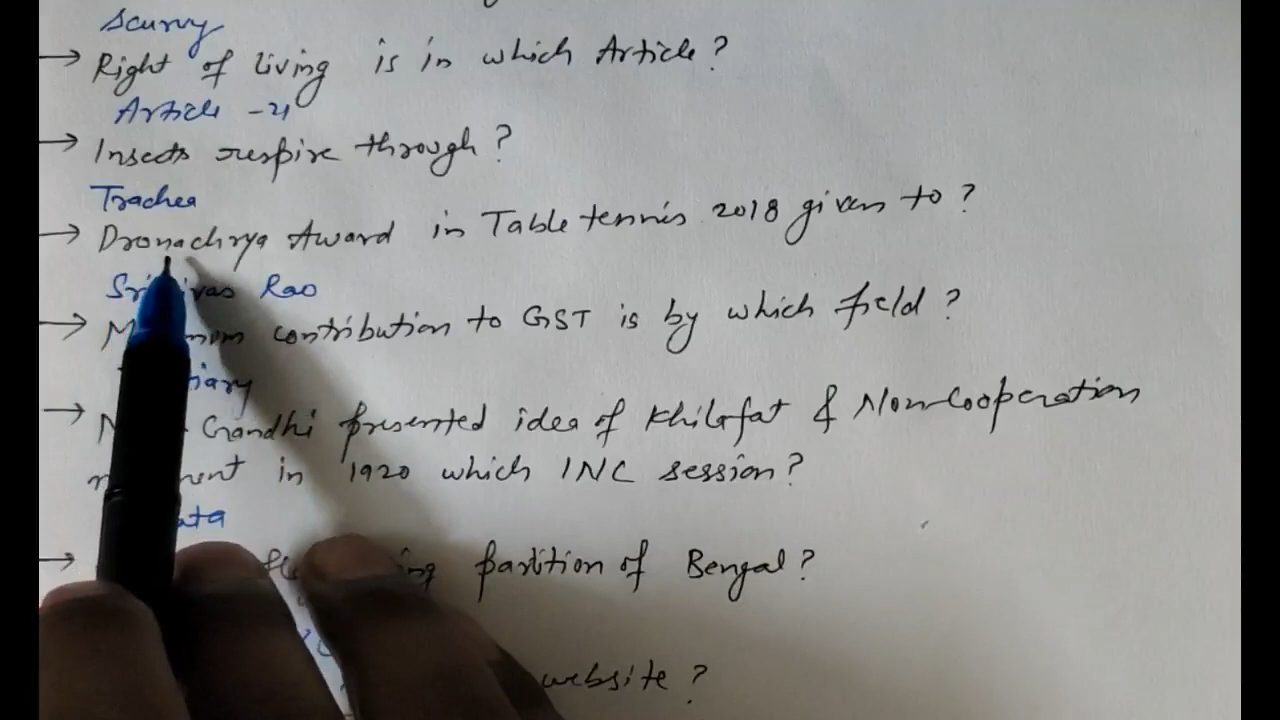 Scurvy
→ Right of living is in which Article?
Article - 21
→ Insects respire through?
Trachea
→ Dronachrya Award in Table tennis 2018 given to?
Rao
→ contribution to GST is by which field?
→ Gandhi presented idea of Khilafat & Non-Cooperation
in 1920 which INC session?
→ partition of Bengal?
website?